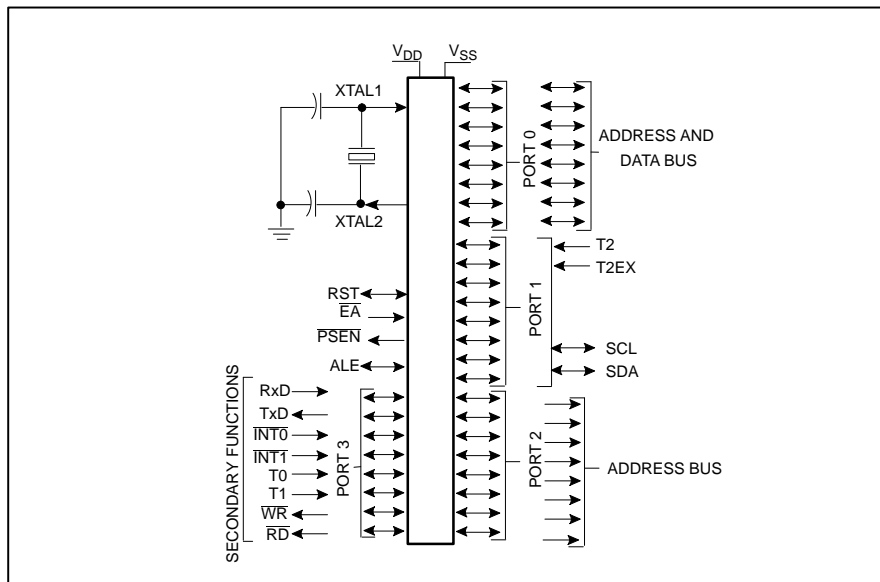 VDD VSS
XTAL1
XTAL2
PORT 0
ADDRESS AND
DATA BUS
T2
T2EX
PORT 1
SCL
SDA
RST
EA
PSEN
ALE
SECONDARY FUNCTIONS
RxD
TxD
INT0
INT1
T0
T1
WR
RD
PORT 3
PORT 2
ADDRESS BUS